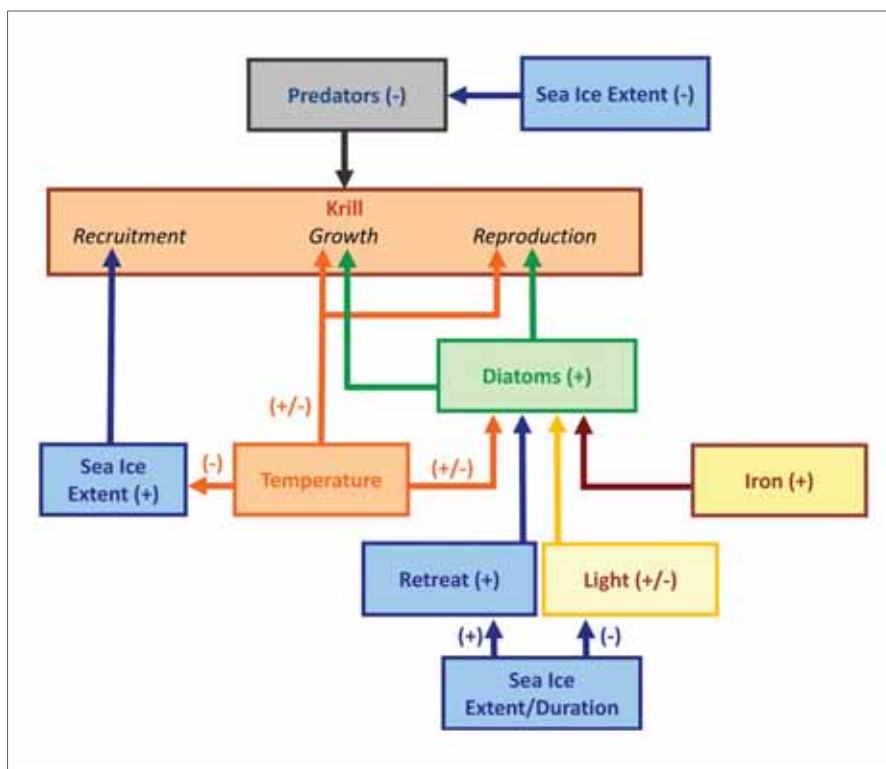 Predators (-)
Sea Ice Extent (-)
Krill
Recruitment
Growth
Reproduction
Diatoms (+)
(+/-)
Sea Ice
Extent (+)
(-)
Temperature
(+/-)
Iron (+)
Retreat (+)
Light (+/-)
(+)
(-)
Sea Ice
Extent/Duration